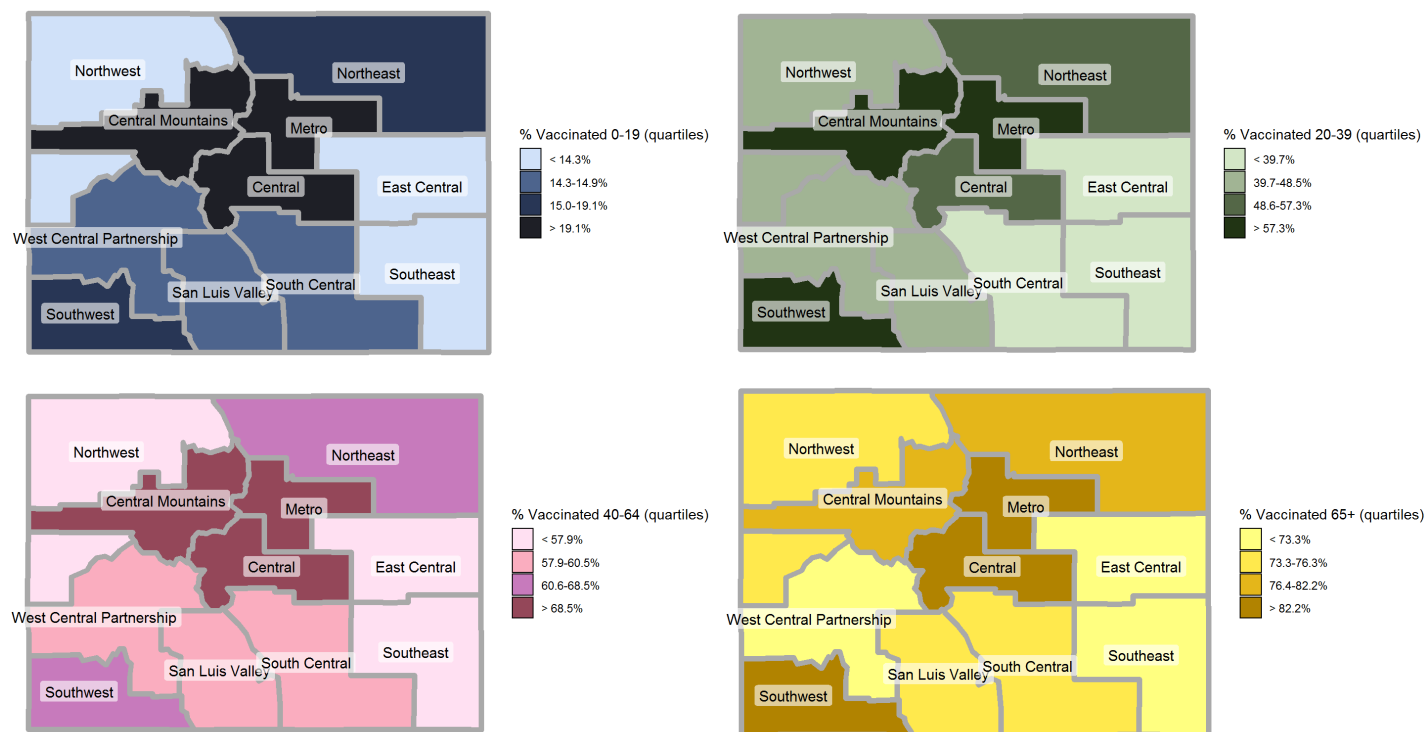 Northwest
Northeast
Central Mountains
Metro
Central
East Central
West Central Partnership
Southeast
San Luis Valley
South Central
Southwest
% Vaccinated 0-19 (quartiles)
< 14.3%
14.3-14.9%
15.0-19.1%
> 19.1%
Northwest
Northeast
Central Mountains
Metro
Central
East Central
West Central Partnership
Southeast
San Luis Valley
South Central
Southwest
% Vaccinated 20-39 (quartiles)
< 39.7%
39.7-48.5%
48.6-57.3%
> 57.3%
Northwest
Northeast
Central Mountains
Metro
Central
East Central
West Central Partnership
Southeast
San Luis Valley
South Central
Southwest
% Vaccinated 40-64 (quartiles)
< 57.9%
57.9-60.5%
60.6-68.5%
> 68.5%
Northwest
Northeast
Central Mountains
Metro
Central
East Central
West Central Partnership
Southeast
San Luis Valley
South Central
Southwest
% Vaccinated 65+ (quartiles)
< 73.3%
73.3-76.3%
76.4-82.2%
> 82.2%